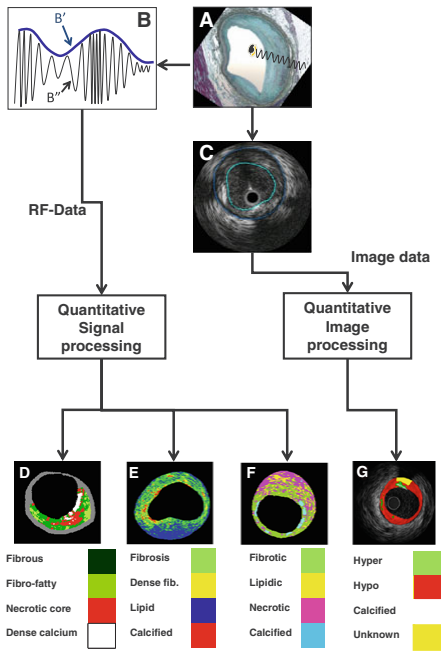 B
B’
B”
A
C
RF-Data
Image data
Quantitative
Signal
processing
Quantitative
Image
processing
D
E
F
G
Fibrous
Fibro-fatty
Necrotic core
Dense calcium
Fibrosis
Dense fib.
Lipid
Calcified
Fibrotic
Lipidic
Necrotic
Calcified
Hyper
Hypo
Calcified
Unknown